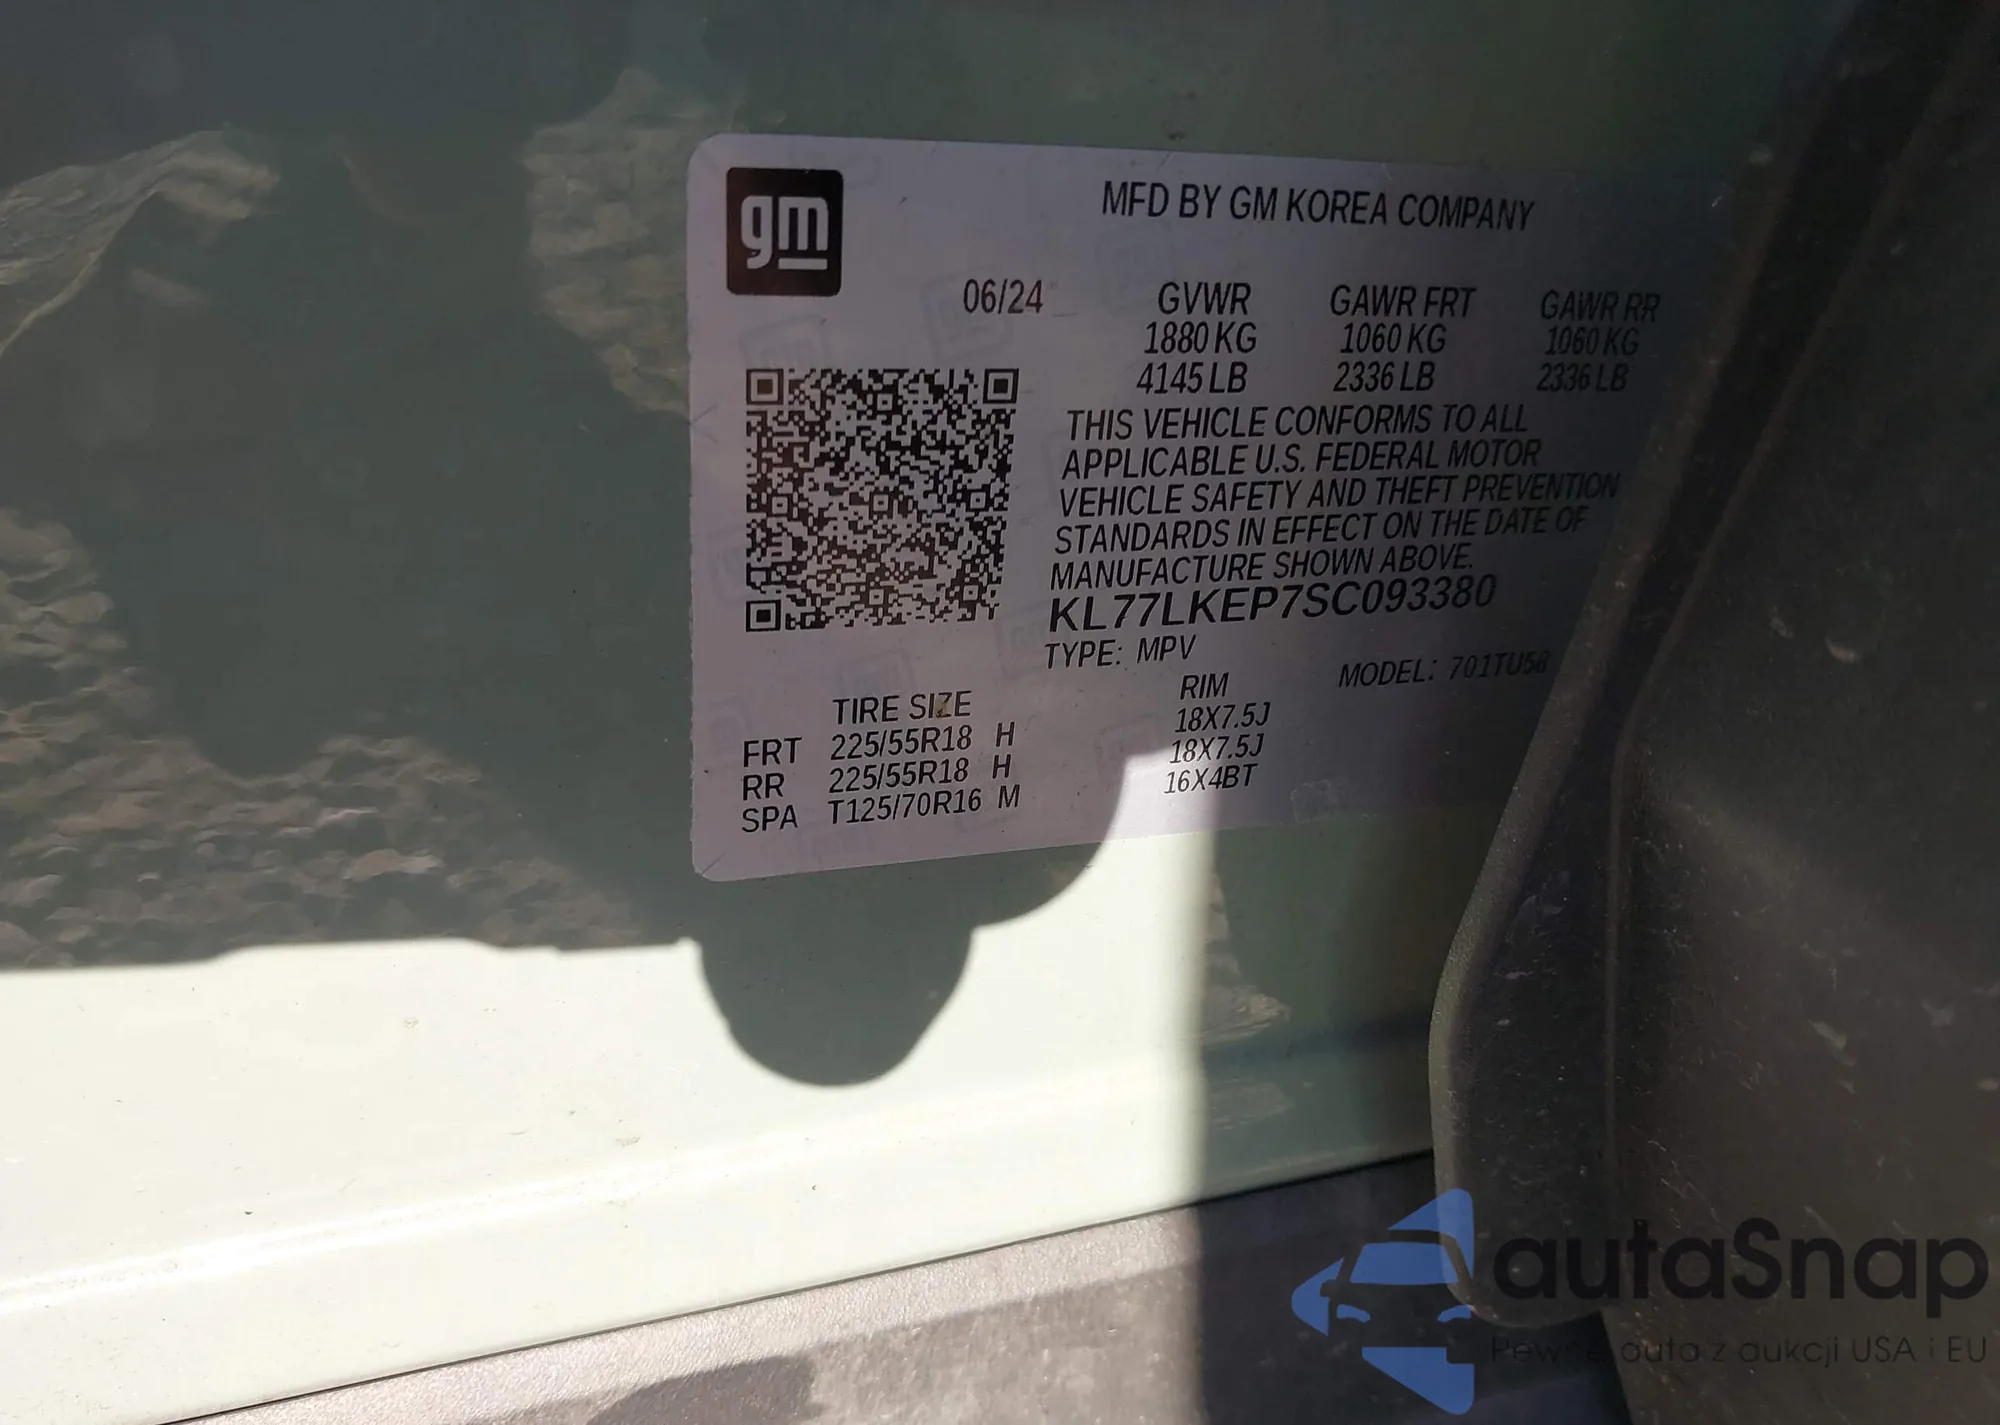 gm
MFD BY GM KOREA COMPANY
06/24 GVWR GAWR FRT GAWR RR
1880 KG 1060 KG 1060 KG
4145 LB 2336 LB 2336 LB
THIS VEHICLE CONFORMS TO ALL
APPLICABLE U.S. FEDERAL MOTOR
VEHICLE SAFETY AND THEFT PREVENTION
STANDARDS IN EFFECT ON THE DATE OF
MANUFACTURE SHOWN ABOVE.
KL77LKEP7SC093380
TYPE: MPV MODEL: 701TU58
TIRE SIZE RIM
FRT 225/55R18 H 18X7.5J
RR 225/55R18 H 18X7.5J
SPA T125/70R16 M 16X4BT
autaSnap
Pewne auta z aukcji USA i EU